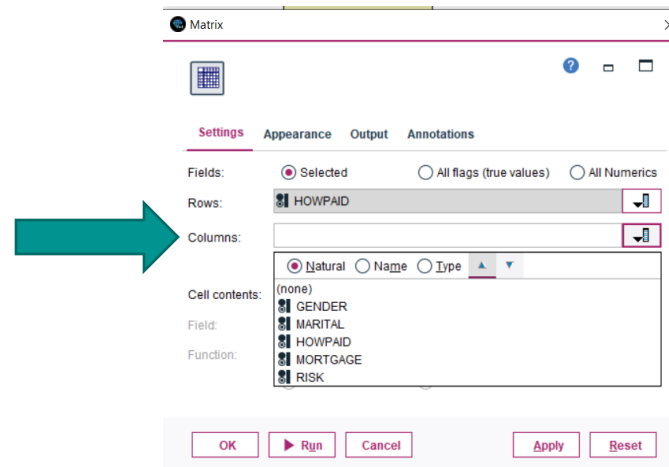 Matrix
Settings Appearance Output Annotations
Fields: Selected All flags (true values) All Numerics
Rows: HOWPAID
Columns:
Natural Name Type
(none)
Cell contents: GENDER
Field: MARITAL
HOWPAID
Function: MORTGAGE
RISK
OK Run Cancel Apply Reset